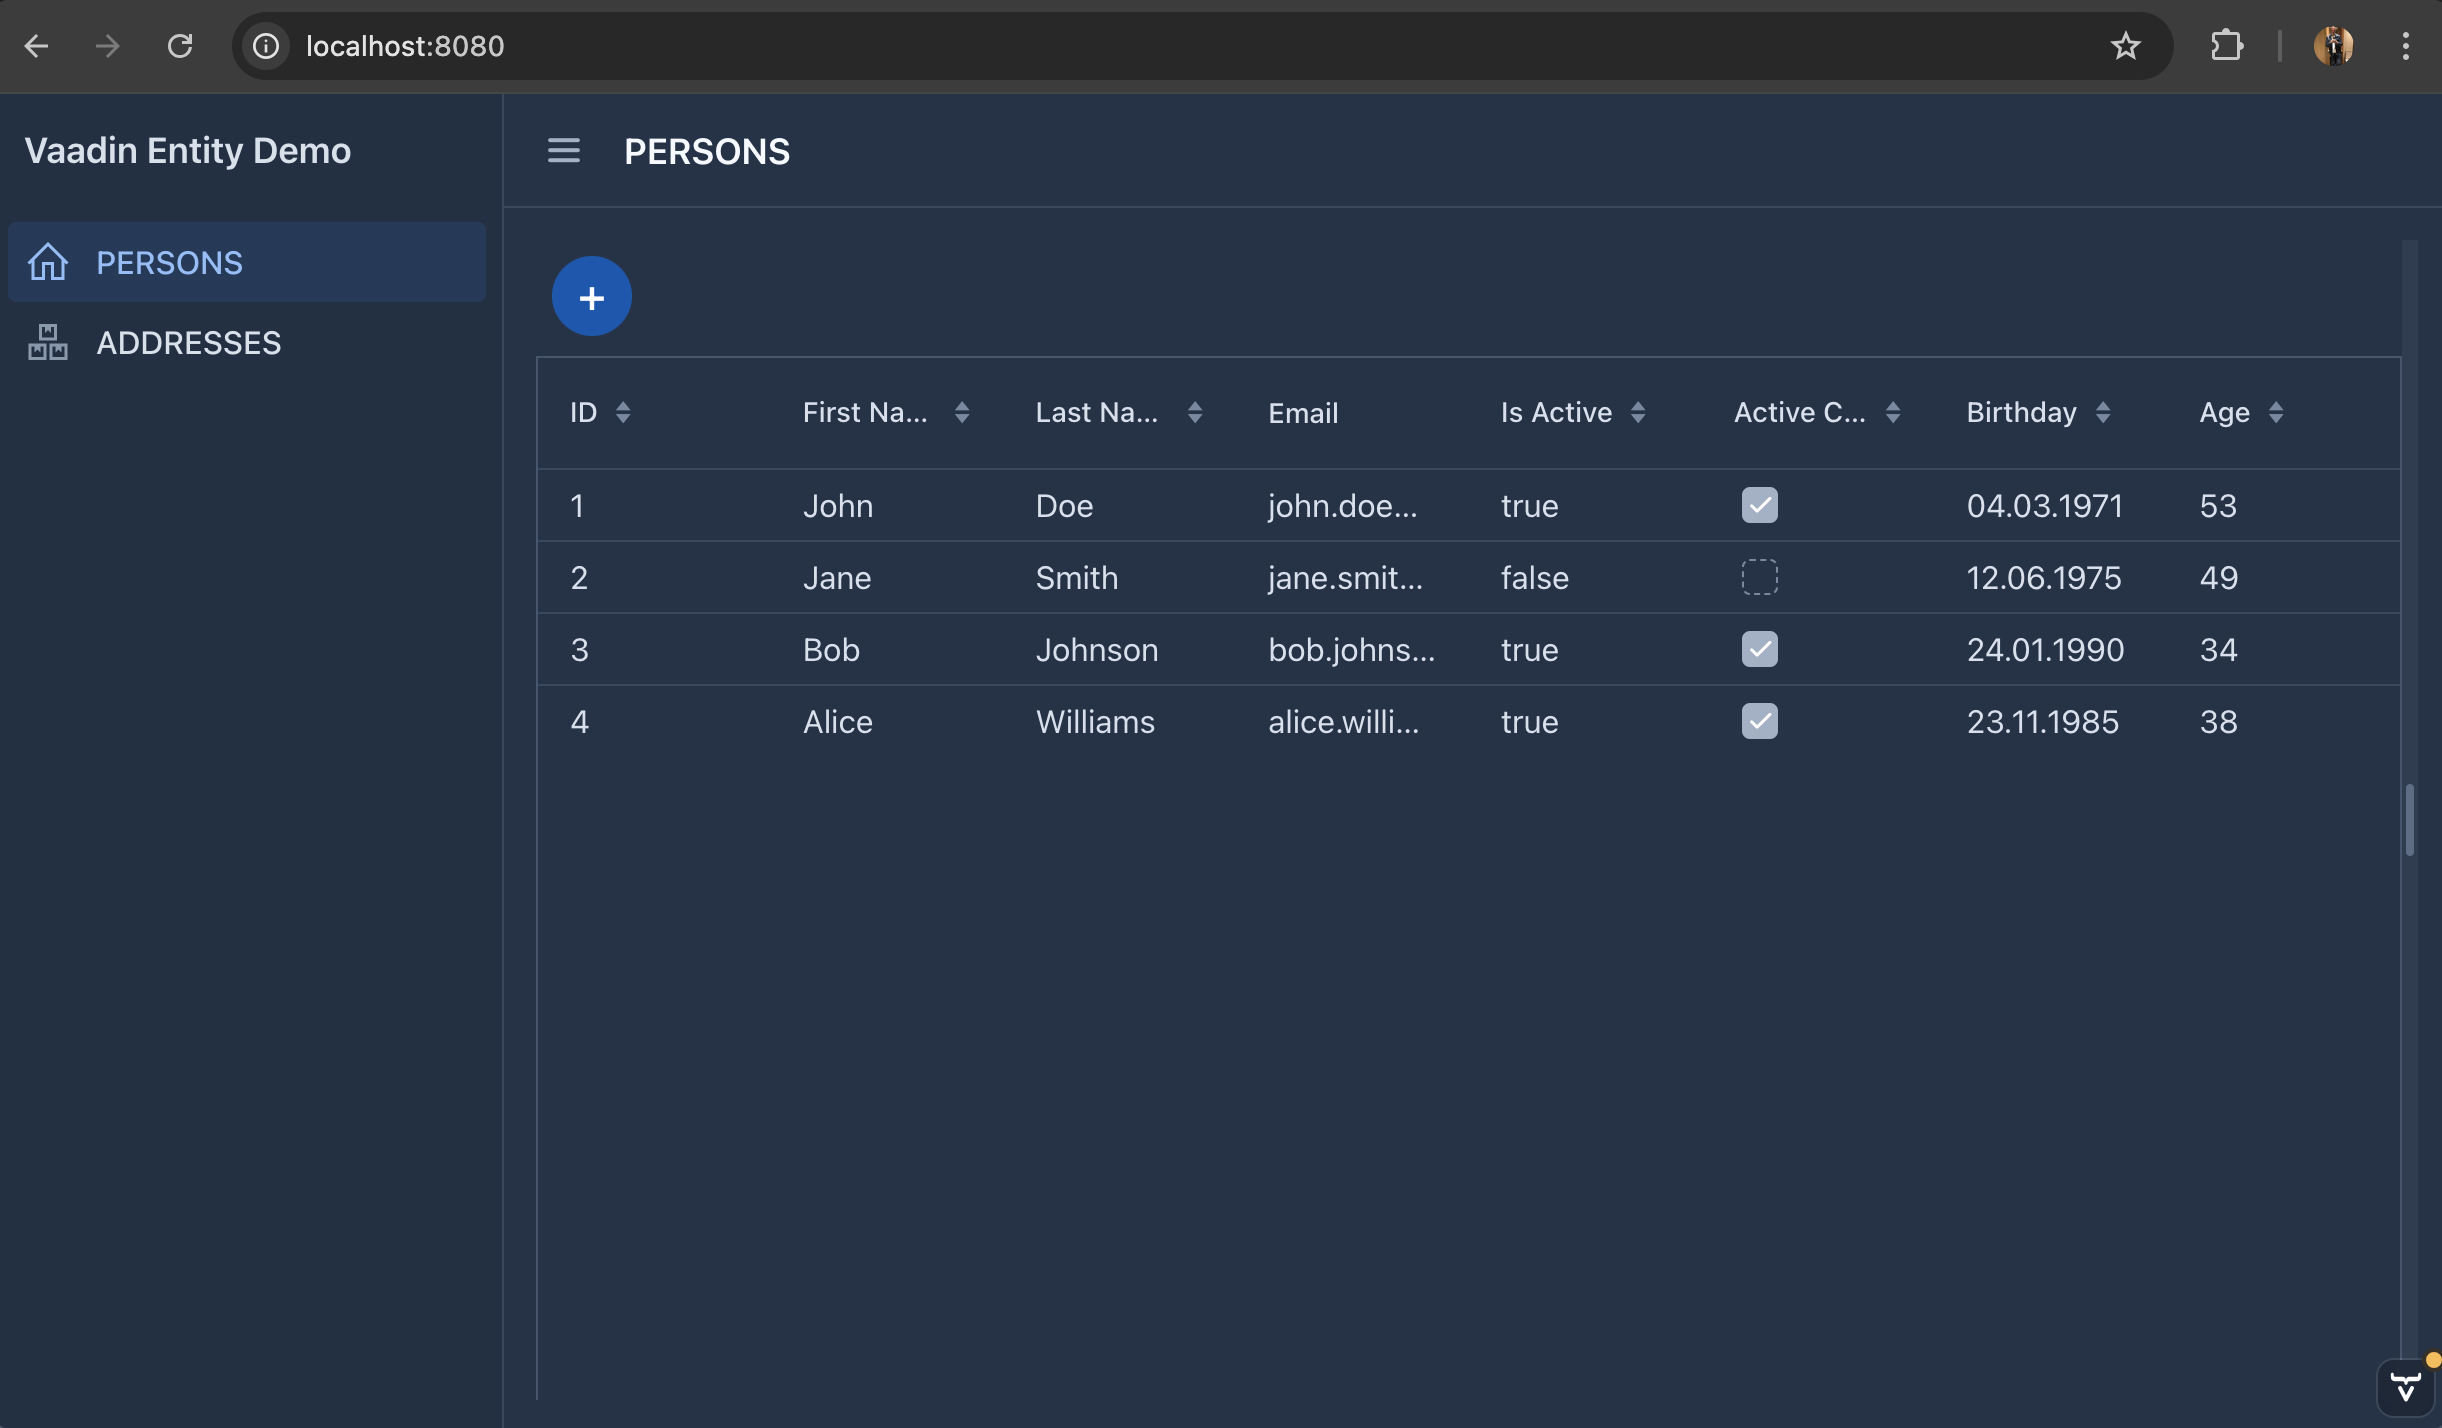 localhost:8080
Vaadin Entity Demo
PERSONS
PERSONS
ADDRESSES
ID First Na... Last Na... Email Is Active Active C... Birthday Age
1 John Doe john.doe... true 04.03.1971 53
2 Jane Smith jane.smit... false 12.06.1975 49
3 Bob Johnson bob.johns... true 24.01.1990 34
4 Alice Williams alice.willi... true 23.11.1985 38